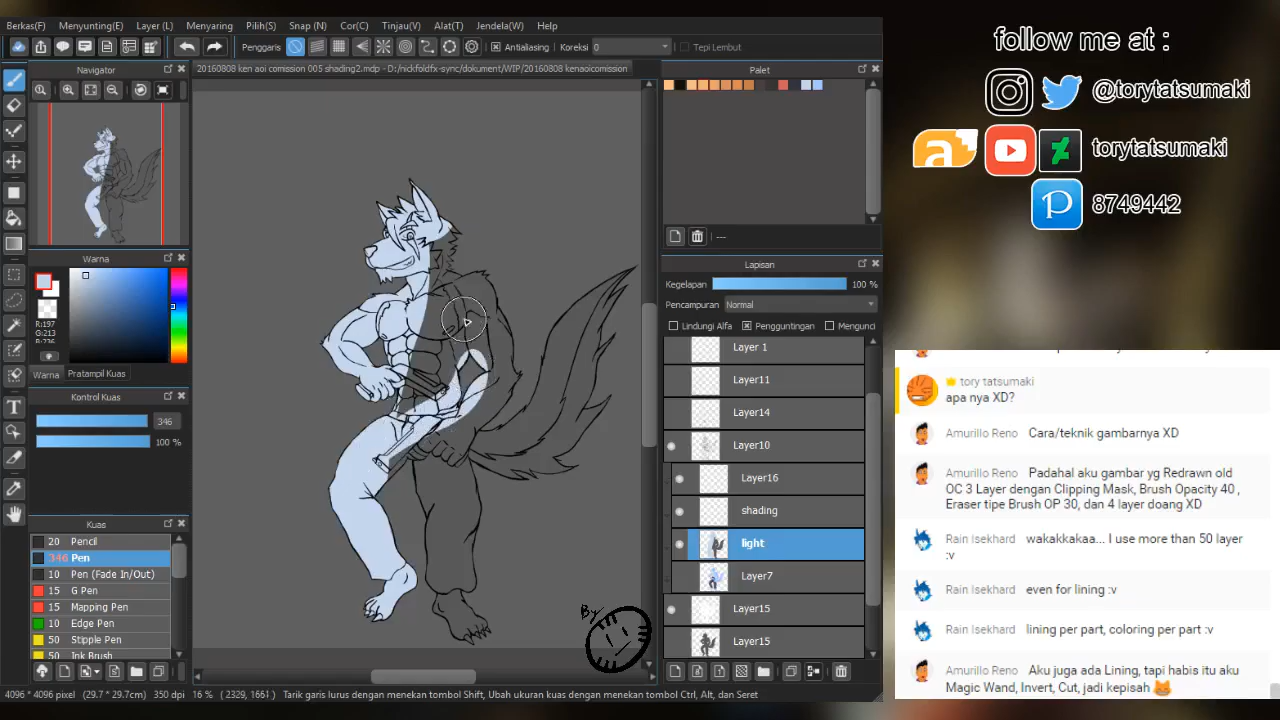 Berkas(F) Menyunting(E) Layer (L) Menyaring Pilih(S) Snap (N) Cor(C) Tinjau(V) Alat(T) Jendela(W) Help
Penggaris Antialiasing Koreksi 0 Tepi Lembut
Navigator
20160808 ken aoi comission 005 shading2.mdp - D:/nickfoldfx-sync/dokument/WIP/20160808 kenaoicomission
Palet
---
Warna
R:197
G:213
B:236
Warna Pratampil Kuas
Kontrol Kuas
346
100 %
Kuas
20 Pencil
346 Pen
10 Pen (Fade In/Out)
15 G Pen
15 Mapping Pen
10 Edge Pen
50 Stipple Pen
50 Ink Brush
Lapisan
Kegelapan 100 %
Pencampuran Normal
Lindungi Alfa Pengguntingan Mengunci
Layer 1
Layer11
Layer14
Layer10
Layer16
shading
light
Layer7
Layer15
Layer15
By
4096 * 4096 pixel (29.7 * 29.7cm) 350 dpi 16 % ( 2329, 1661 ) Tarik garis lurus dengan menekan tombol Shift, Ubah ukuran kuas dengan menekan tombol Ctrl, Alt, dan Seret
follow me at :
@torytatsumaki
torytatsumaki
8749442
tory tatsumaki
apa nya XD?
Amurillo Reno Cara/teknik gambarnya XD
Amurillo Reno Padahal aku gambar yg Redrawn old
OC 3 Layer dengan Clipping Mask, Brush Opacity 40 ,
Eraser tipe Brush OP 30, dan 4 layer doang XD
Rain Isekhard wakakkakaa... I use more than 50 layer
:v
Rain Isekhard even for lining :v
Rain Isekhard lining per part, coloring per part :v
Amurillo Reno Aku juga ada Lining, tapi habis itu aku
Magic Wand, Invert, Cut, jadi kepisah